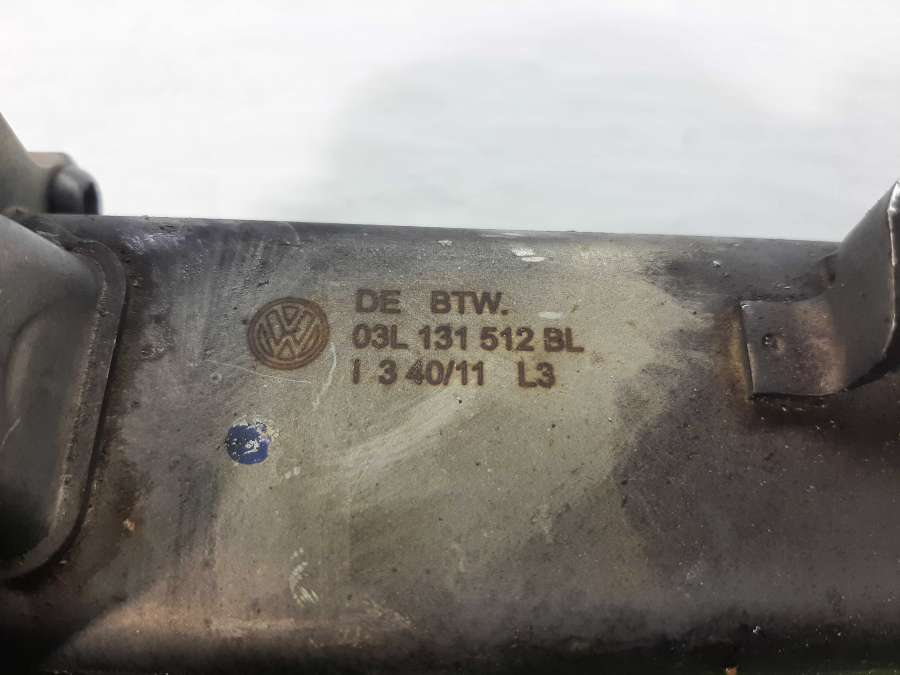 DE BTW.
03L 131 512 BL
I 3 40/11 L3